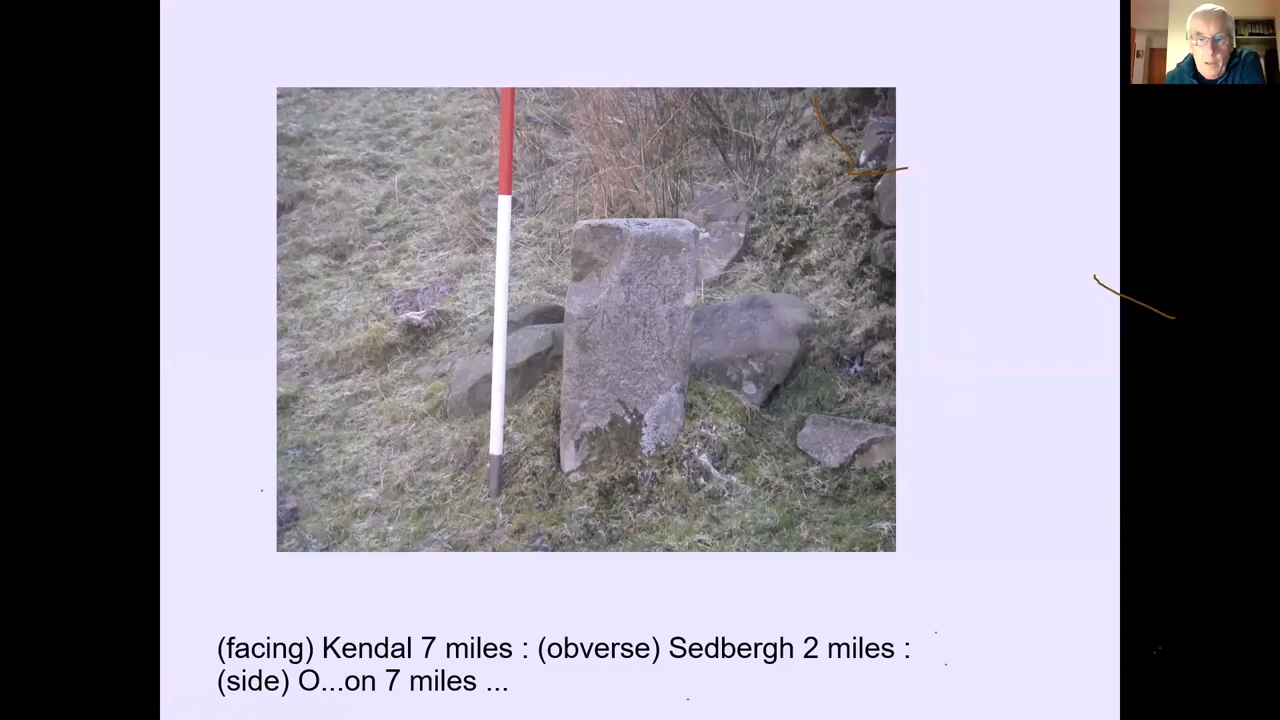 (facing) Kendal 7 miles : (obverse) Sedbergh 2 miles :
(side) O...on 7 miles ...